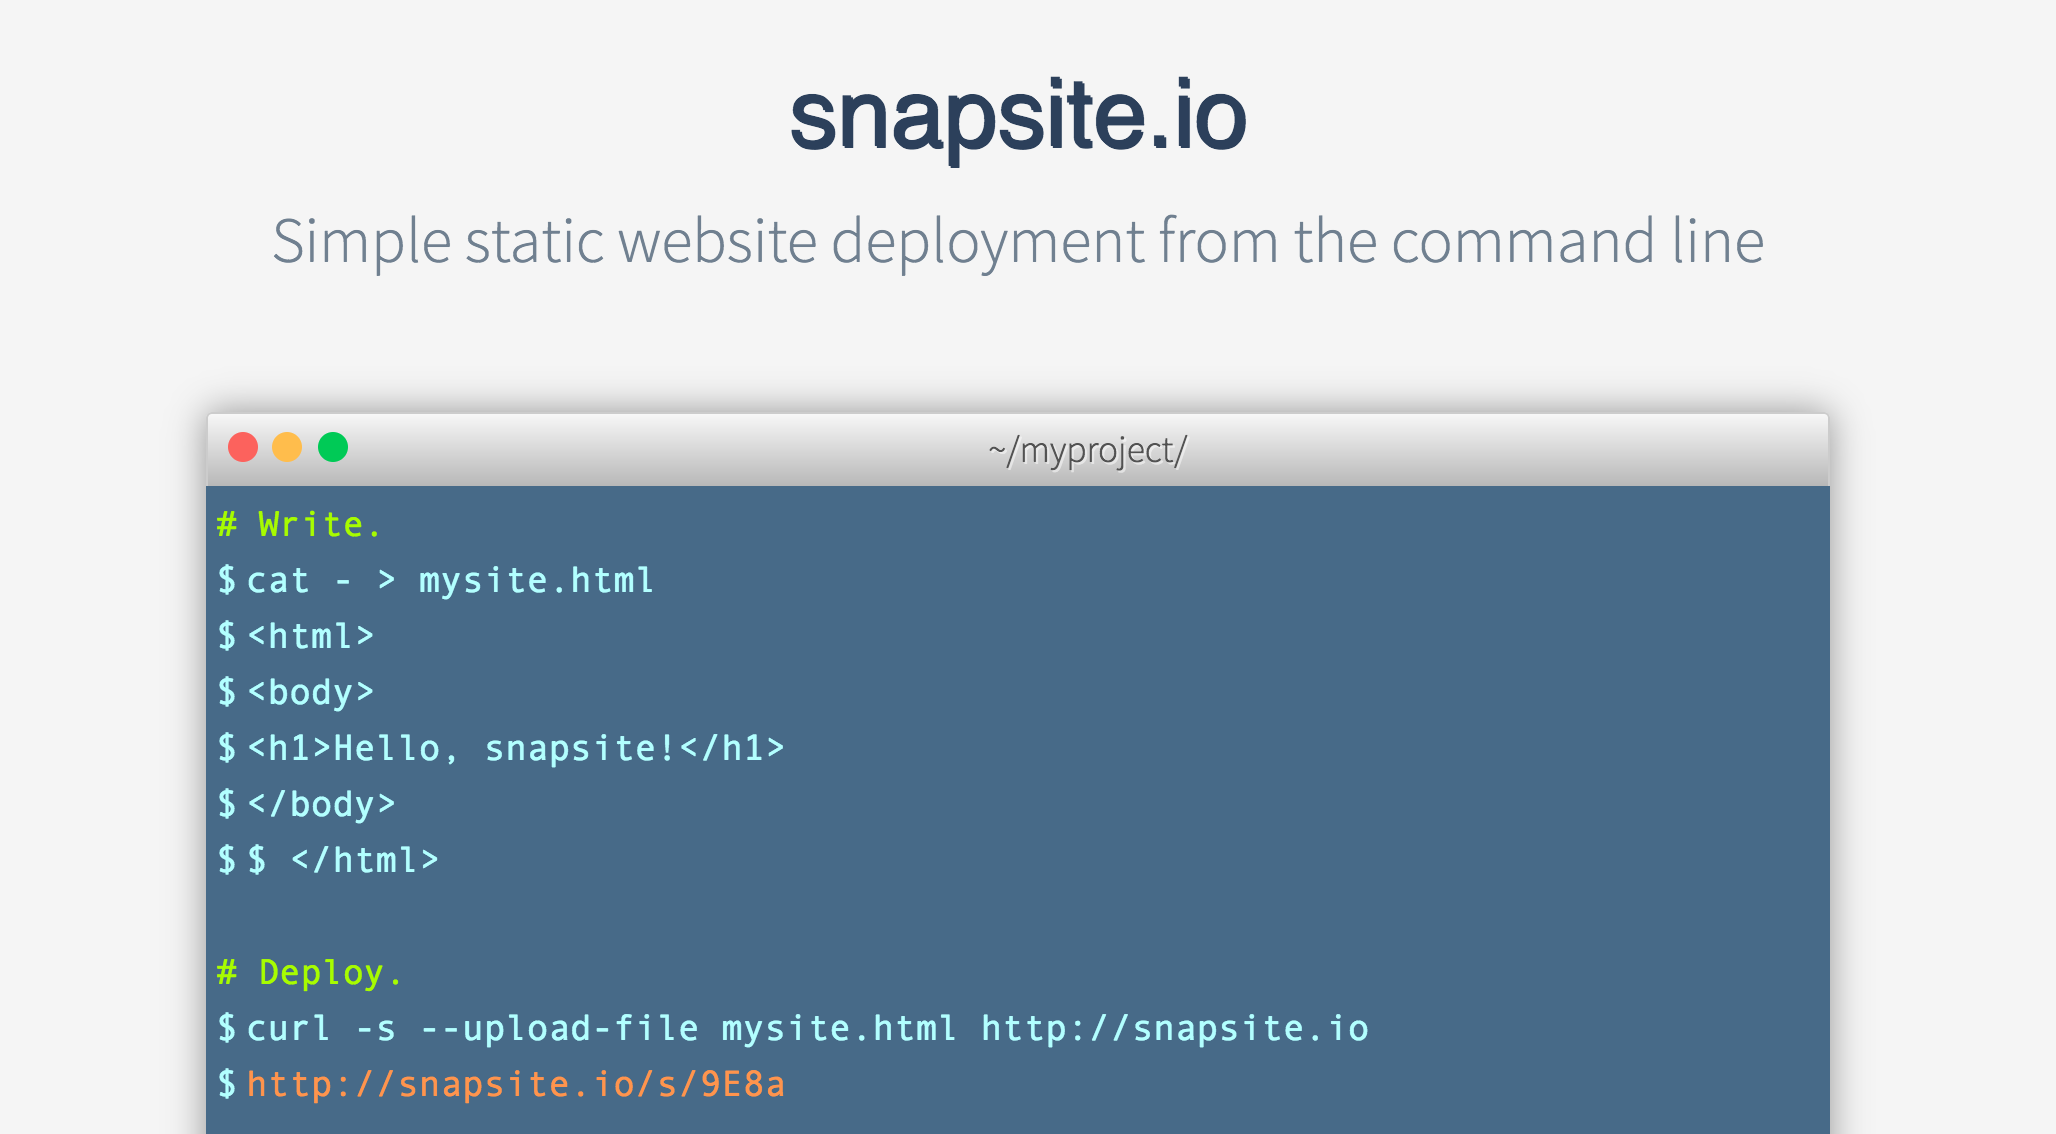 snapsite.io
Simple static website deployment from the command line
~/myproject/
# Write.
$ cat - > mysite.html
$ <html>
$ <body>
$ <h1>Hello, snapsite!</h1>
$ </body>
$ $ </html>
# Deploy.
$ curl -s --upload-file mysite.html http://snapsite.io
$ http://snapsite.io/s/9E8a